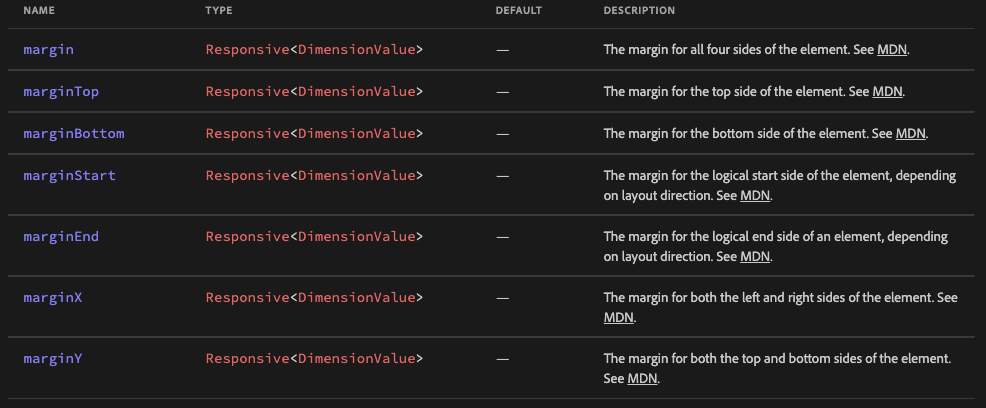 NAME TYPE DEFAULT DESCRIPTION
margin Responsive<DimensionValue> — The margin for all four sides of the element. See MDN.
marginTop Responsive<DimensionValue> — The margin for the top side of the element. See MDN.
marginBottom Responsive<DimensionValue> — The margin for the bottom side of the element. See MDN.
marginStart Responsive<DimensionValue> — The margin for the logical start side of the element, depending
on layout direction. See MDN.
marginEnd Responsive<DimensionValue> — The margin for the logical end side of an element, depending
on layout direction. See MDN.
marginX Responsive<DimensionValue> — The margin for both the left and right sides of the element. See
MDN.
marginY Responsive<DimensionValue> — The margin for both the top and bottom sides of the element.
See MDN.